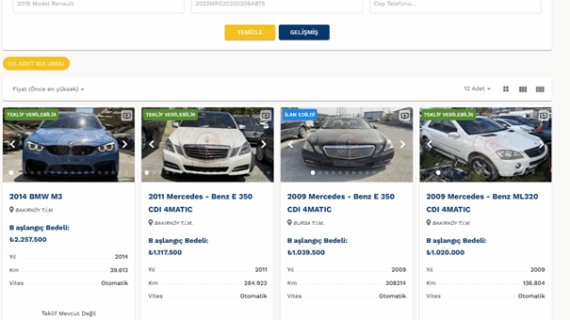 2018 Model Renault
2033MRS20200306A875
Cep Telefonu...
TEMİZLE
GELİŞMİŞ
105 ADET BULUNDU
Fiyat (Önce en yüksek)
12 Adet
TEKLİF VERİLEBİLİR
TEKLİF VERİLEBİLİR
İLAN EDİLDİ
TEKLİF VERİLEBİLİR
2014 BMW M3
BAKIRKÖY T.İ.M.
B aşlangıç Bedeli:
₺2.257.500
Yıl 2014
Km 39.613
Vites Otomatik
Teklif Mevcut Değil
2011 Mercedes - Benz E 350
CDI 4MATIC
BAKIRKÖY T.İ.M.
B aşlangıç Bedeli:
₺1.117.500
Yıl 2011
Km 284.923
Vites Otomatik
2009 Mercedes - Benz E 350
CDI 4MATIC
BURSA T.İ.M.
B aşlangıç Bedeli:
₺1.039.500
Yıl 2009
Km 308214
Vites Otomatik
2009 Mercedes - Benz ML320
CDI 4MATIC
BAKIRKÖY T.İ.M.
B aşlangıç Bedeli:
₺1.020.000
Yıl 2009
Km 136.804
Vites Otomatik